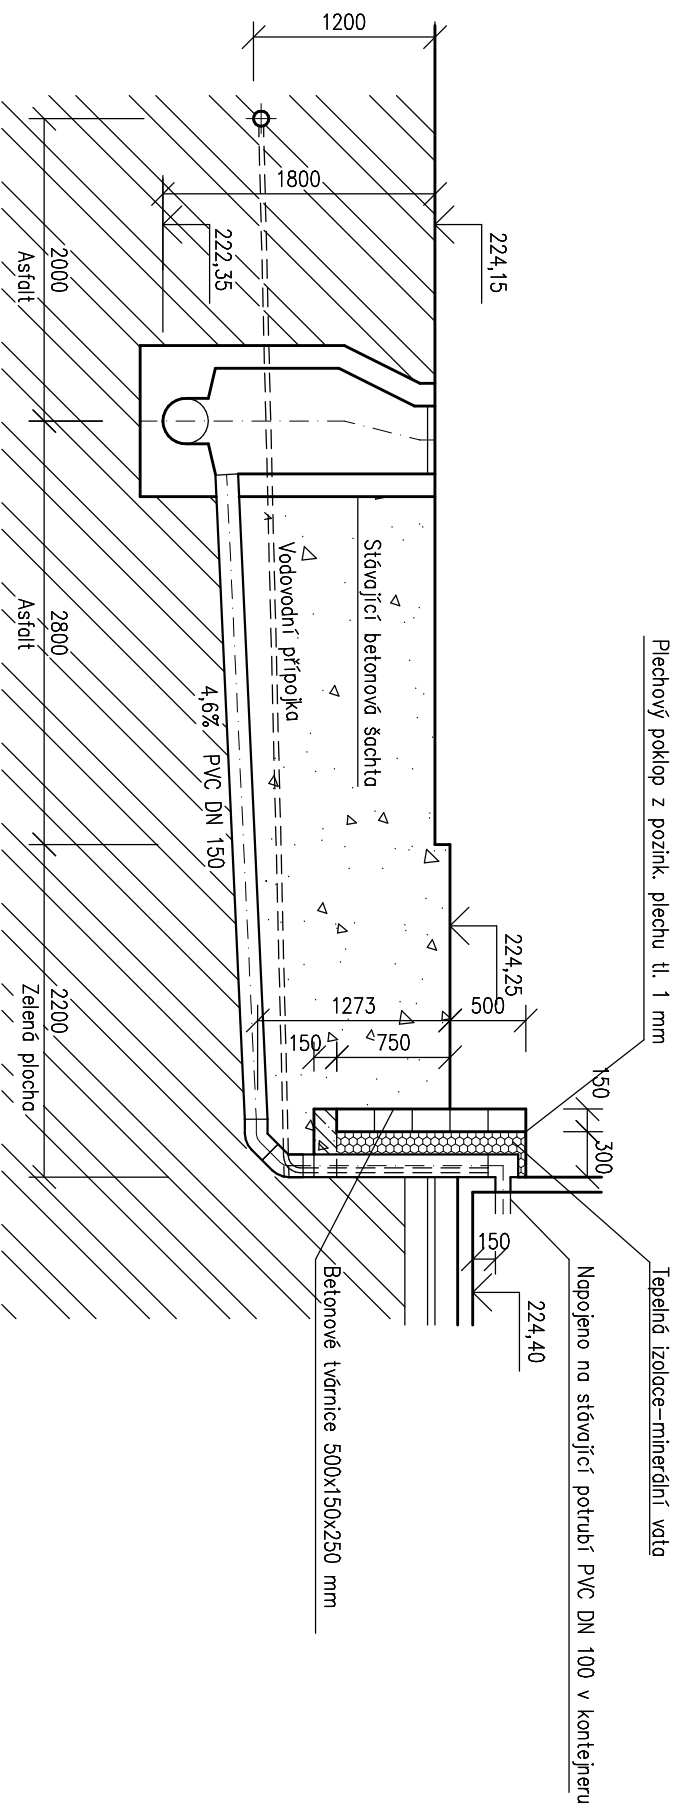 1200
1800
224,15
222,35
2000
Asfalt
2800
Asfalt
2200
Zelená plocha
Stávající betonová šachta
Vodovodní přípojka
4,6% PVC DN 150
Plechový poklop z pozink. plechu tl. 1 mm
224,25
1273
500
150
750
150
300
150
224,40
Tepelná izolace-minerální vata
Napojeno na stávající potrubí PVC DN 100 v kontejneru
Betonové tvárnice 500x150x250 mm